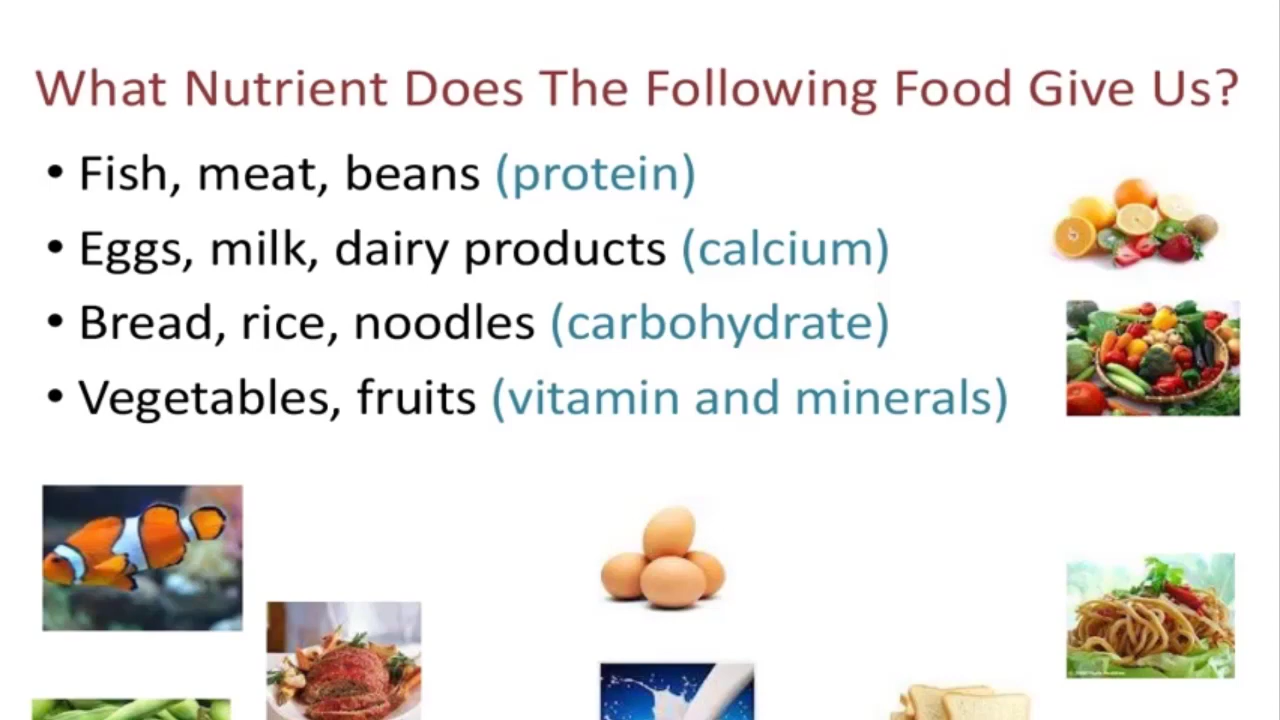 What Nutrient Does The Following Food Give Us?
• Fish, meat, beans (protein)
• Eggs, milk, dairy products (calcium)
• Bread, rice, noodles (carbohydrate)
• Vegetables, fruits (vitamin and minerals)